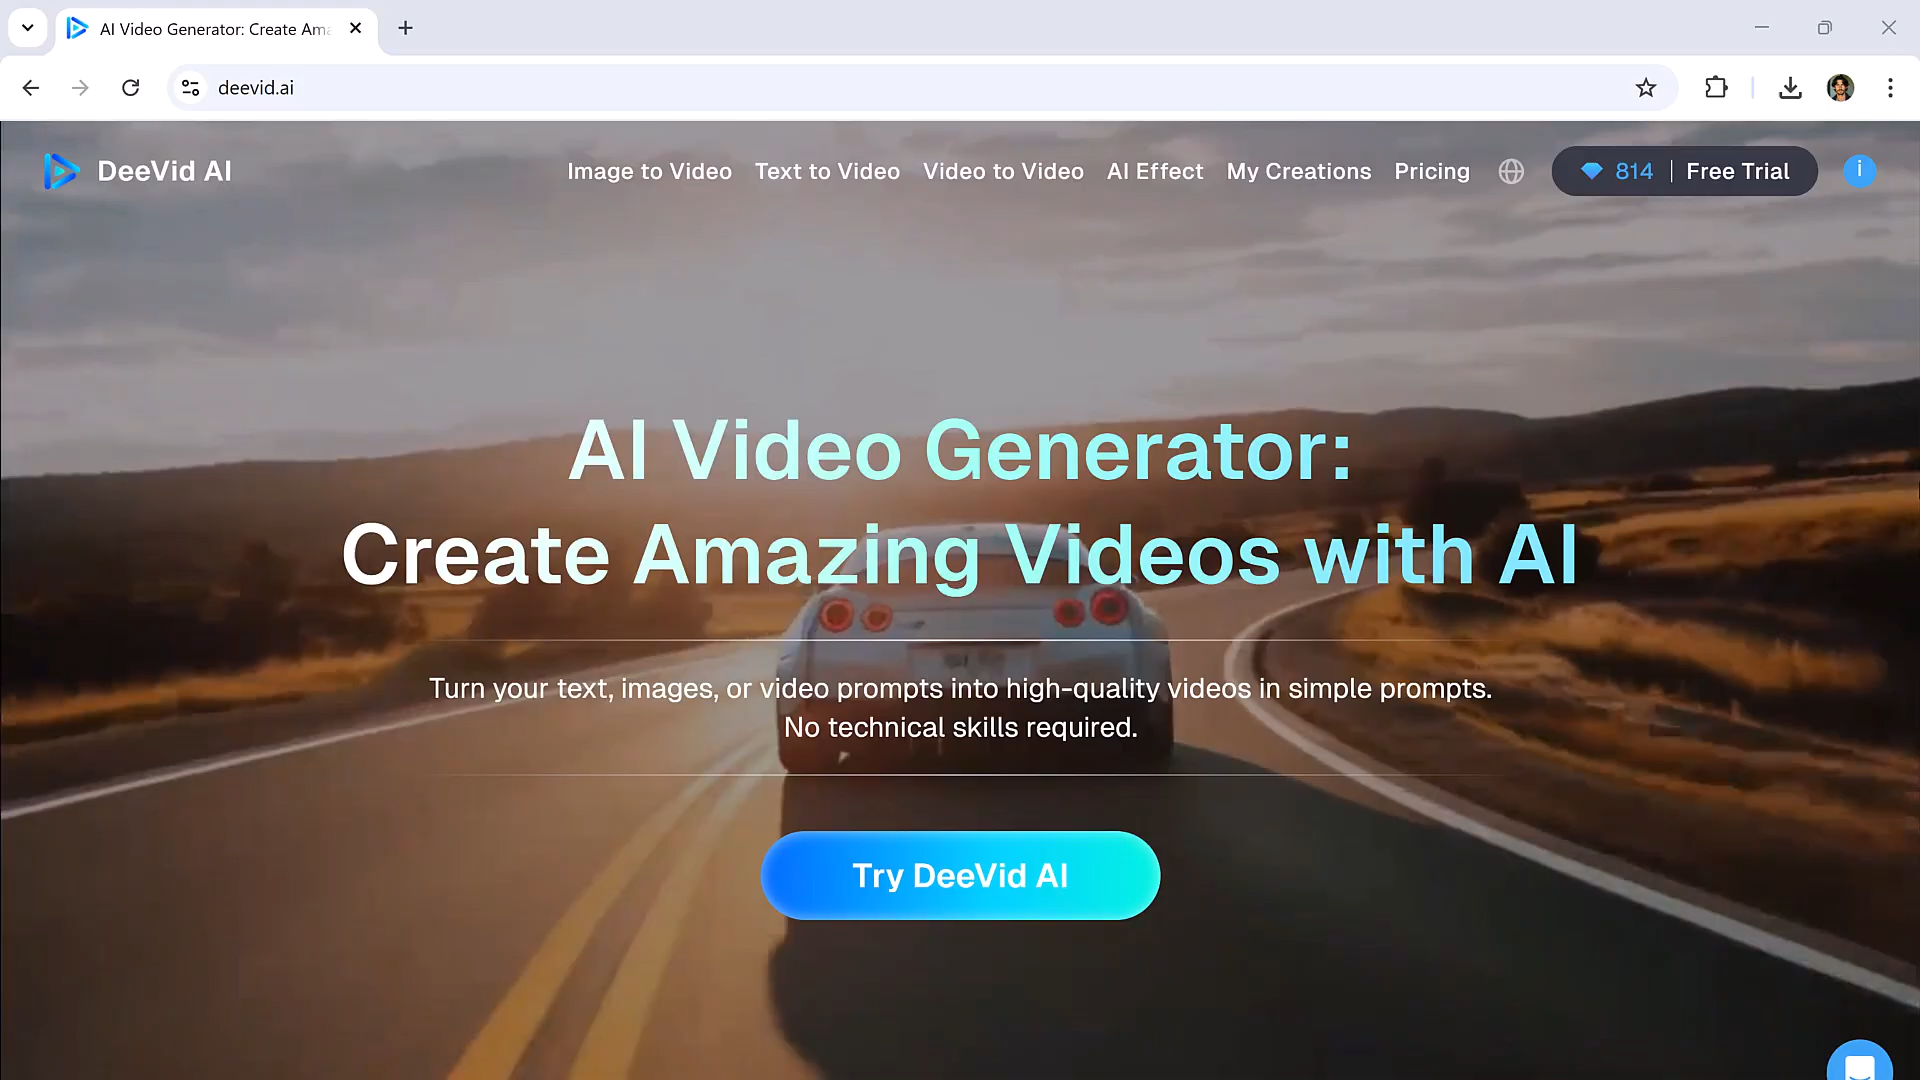 AI Video Generator: Create Ama
deevid.ai
DeeVid AI
Image to Video Text to Video Video to Video AI Effect My Creations Pricing 814 Free Trial i
AI Video Generator:
Create Amazing Videos with AI
Turn your text, images, or video prompts into high-quality videos in simple prompts.
No technical skills required.
Try DeeVid AI